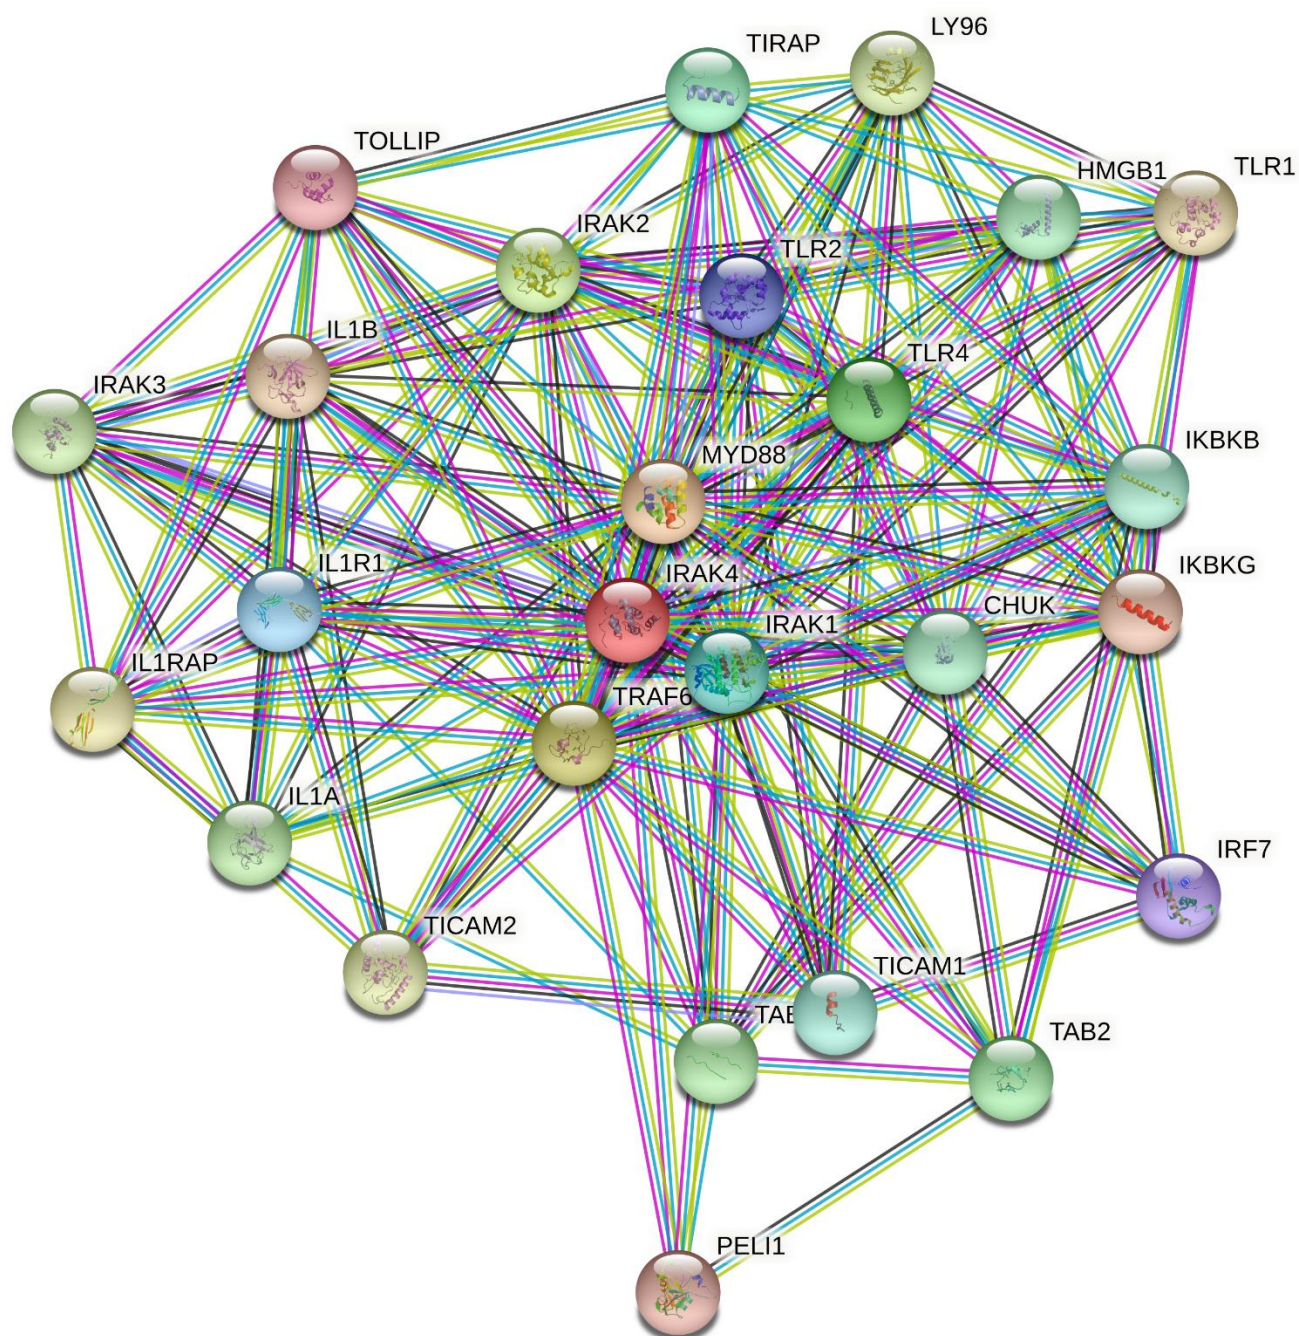 LY96
TIRAP
TOLLIP
HMGB1
TLR1
IRAK2
TLR2
IL1B
TLR4
IRAK3
IKBKB
MYD88
IL1R1
IRAK4
IKBKG
CHUK
IRAK1
IL1RAP
TRAF6
IL1A
IRF7
TICAM2
TICAM1
TAB2
PELI1